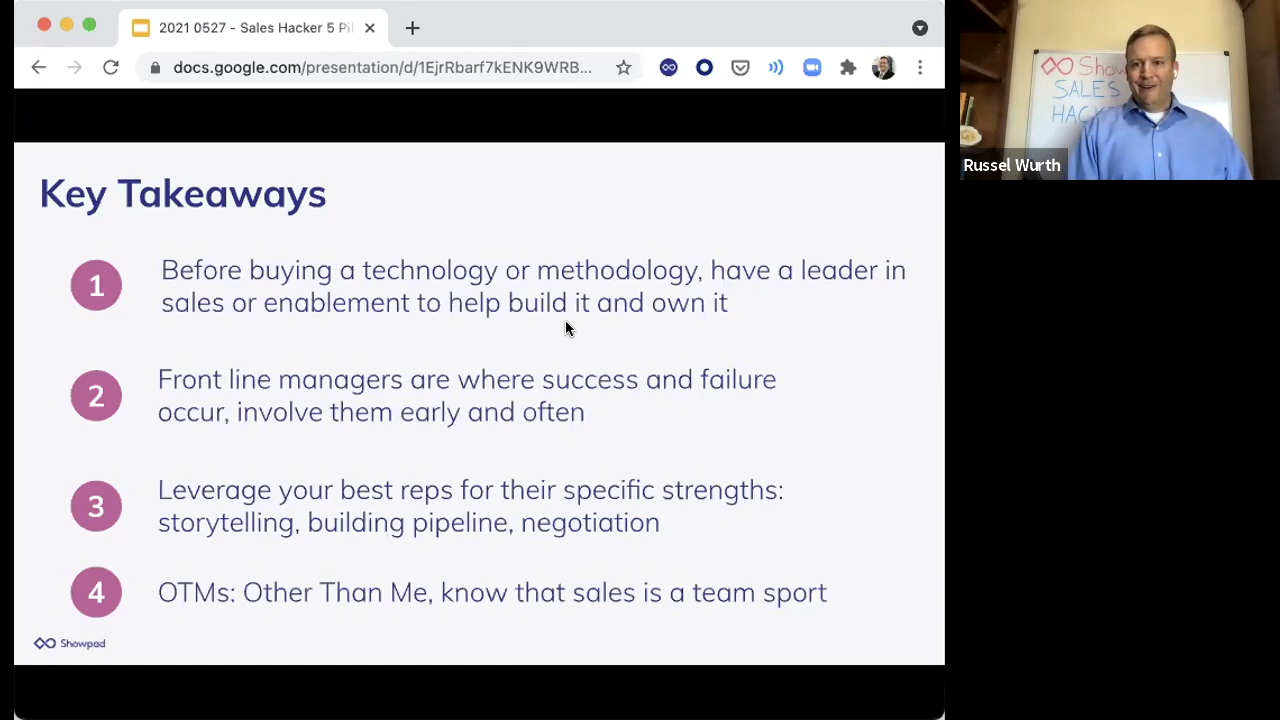 2021 0527 - Sales Hacker 5 Pi
docs.google.com/presentation/d/1EjtRbarf7kENK9WRB...
Key Takeaways
1
Before buying a technology or methodology, have a leader in
sales or enablement to help build it and own it
2
Front line managers are where success and failure
occur, involve them early and often
3
Leverage your best reps for their specific strengths:
storytelling, building pipeline, negotiation
4
OTMs: Other Than Me, know that sales is a team sport
Showpad
Show
SALES
HACK
Russel Wurth